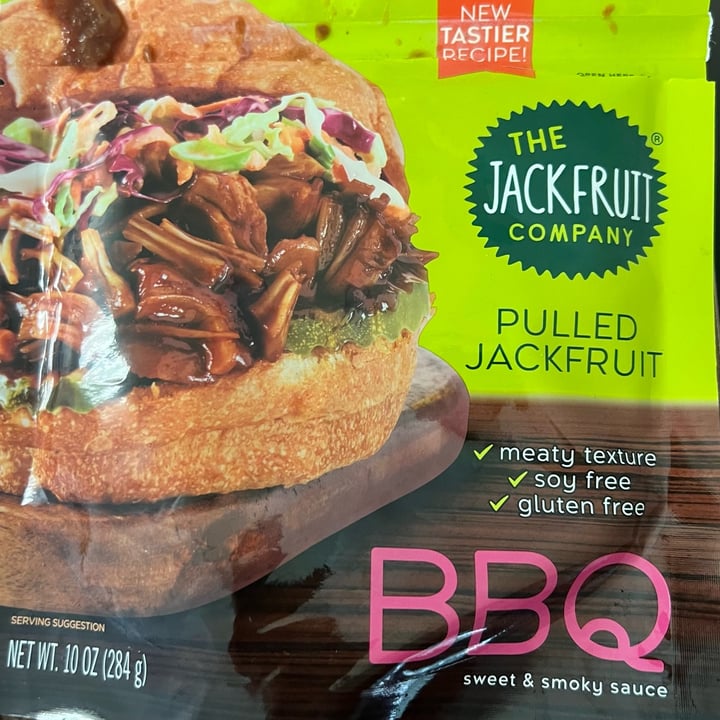 NEW
TASTIER
RECIPE!
THE
JACKFRUIT®
COMPANY
PULLED
JACKFRUIT
✓ meaty texture
✓ soy free
✓ gluten free
BBQ
sweet & smoky sauce
SERVING SUGGESTION
NET WT. 10 OZ (284 g)